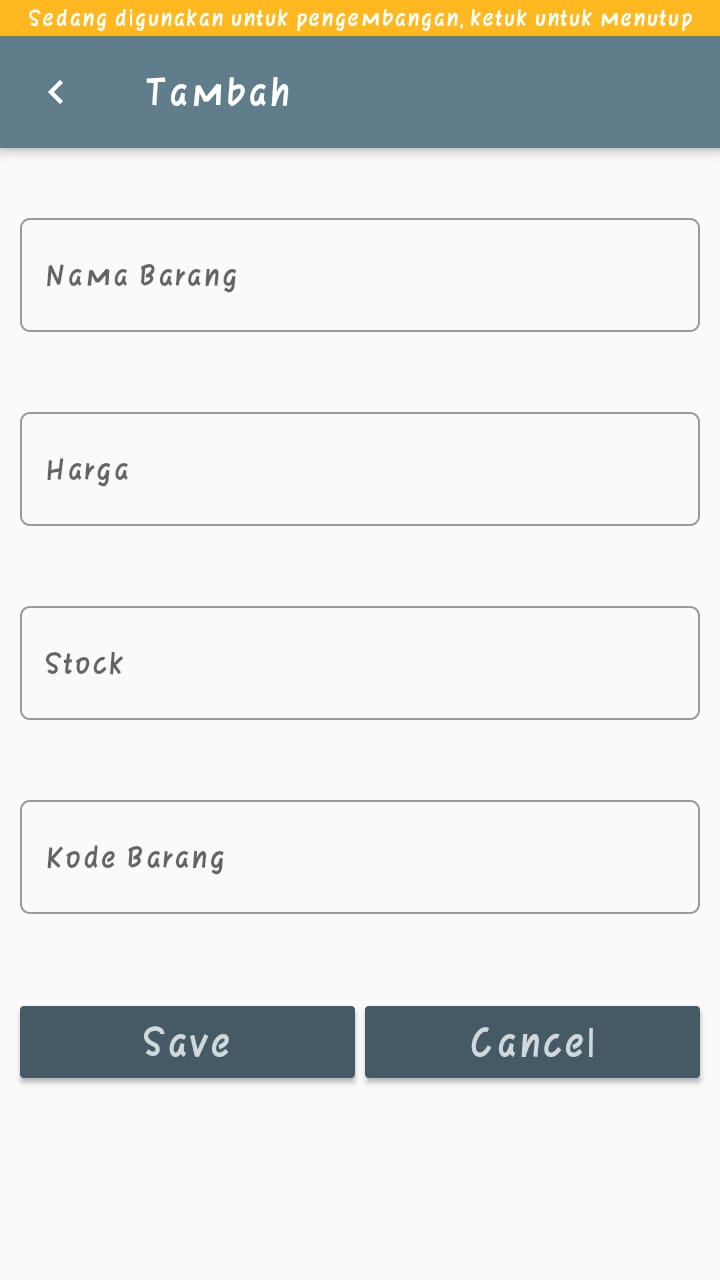 Sedang digunakan untuk pengembangan, ketuk untuk menutup
Tambah
Nama Barang
Harga
Stock
Kode Barang
Save
Cancel